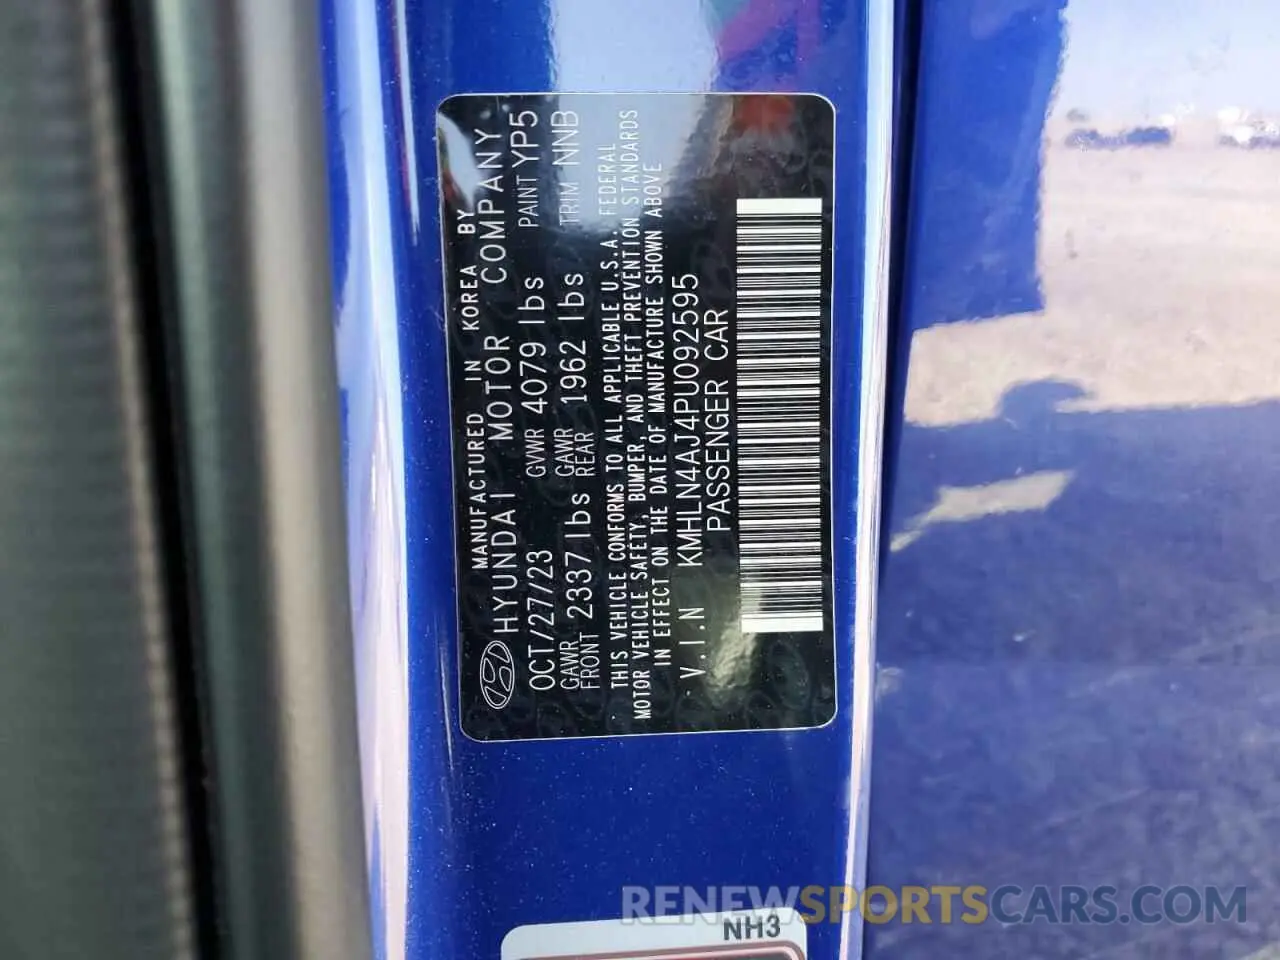 MANUFACTURED IN KOREA BY
HYUNDAI MOTOR COMPANY
OCT/27/23 GVWR 4079 lbs PAINT YP5
GAWR FRONT 2337 lbs GAWR REAR 1962 lbs TRIM NNB
THIS VEHICLE CONFORMS TO ALL APPLICABLE U.S.A. FEDERAL
MOTOR VEHICLE SAFETY, BUMPER, AND THEFT PREVENTION STANDARDS
IN EFFECT ON THE DATE OF MANUFACTURE SHOWN ABOVE
V.I.N KMHLN4AJ4PU092595
PASSENGER CAR
NH3
RENEWSPORTSCARS.COM